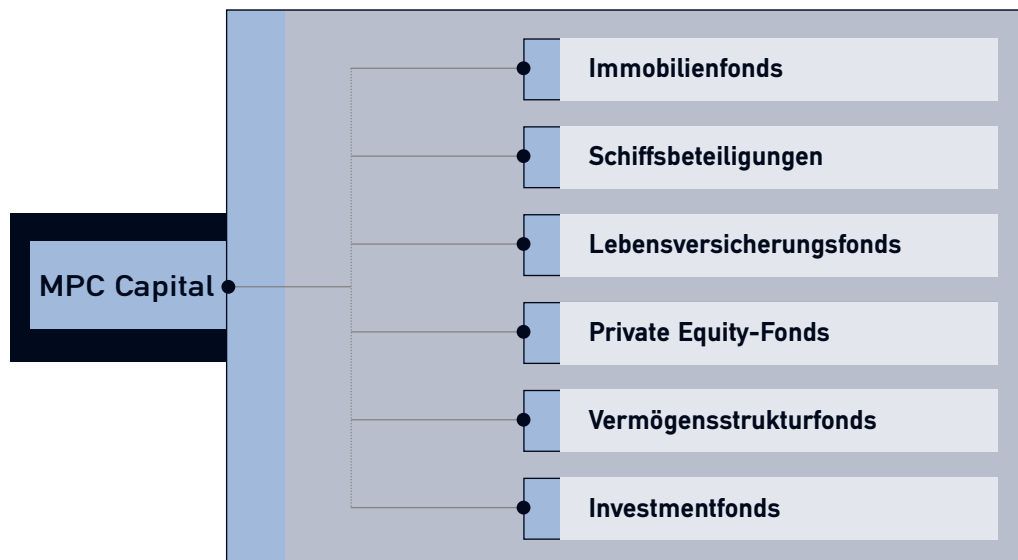 MPC Capital
Immobilienfonds
Schiffsbeteiligungen
Lebensversicherungsfonds
Private Equity-Fonds
Vermögensstrukturfonds
Investmentfonds